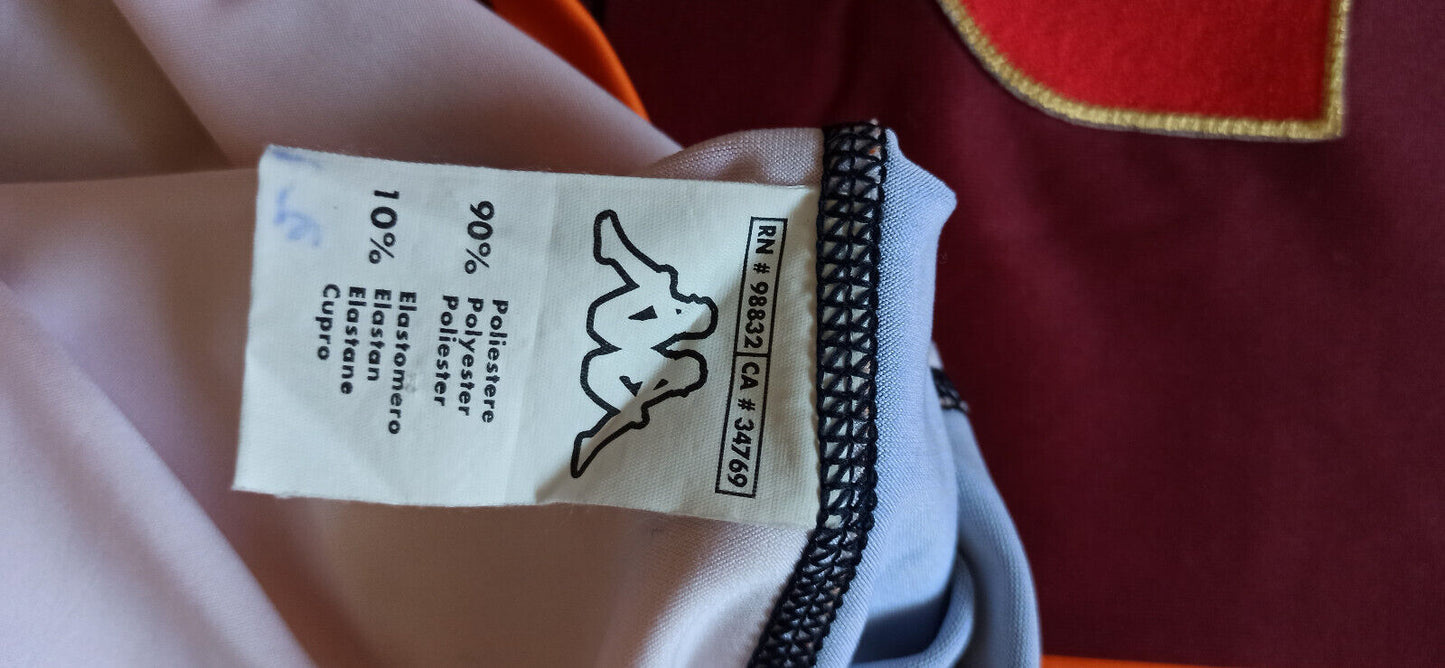 RN # 98832 CA # 34769
90% Poliestere
Polyester
Poliester
10% Elastomero
Elastan
Elastane
Cupro